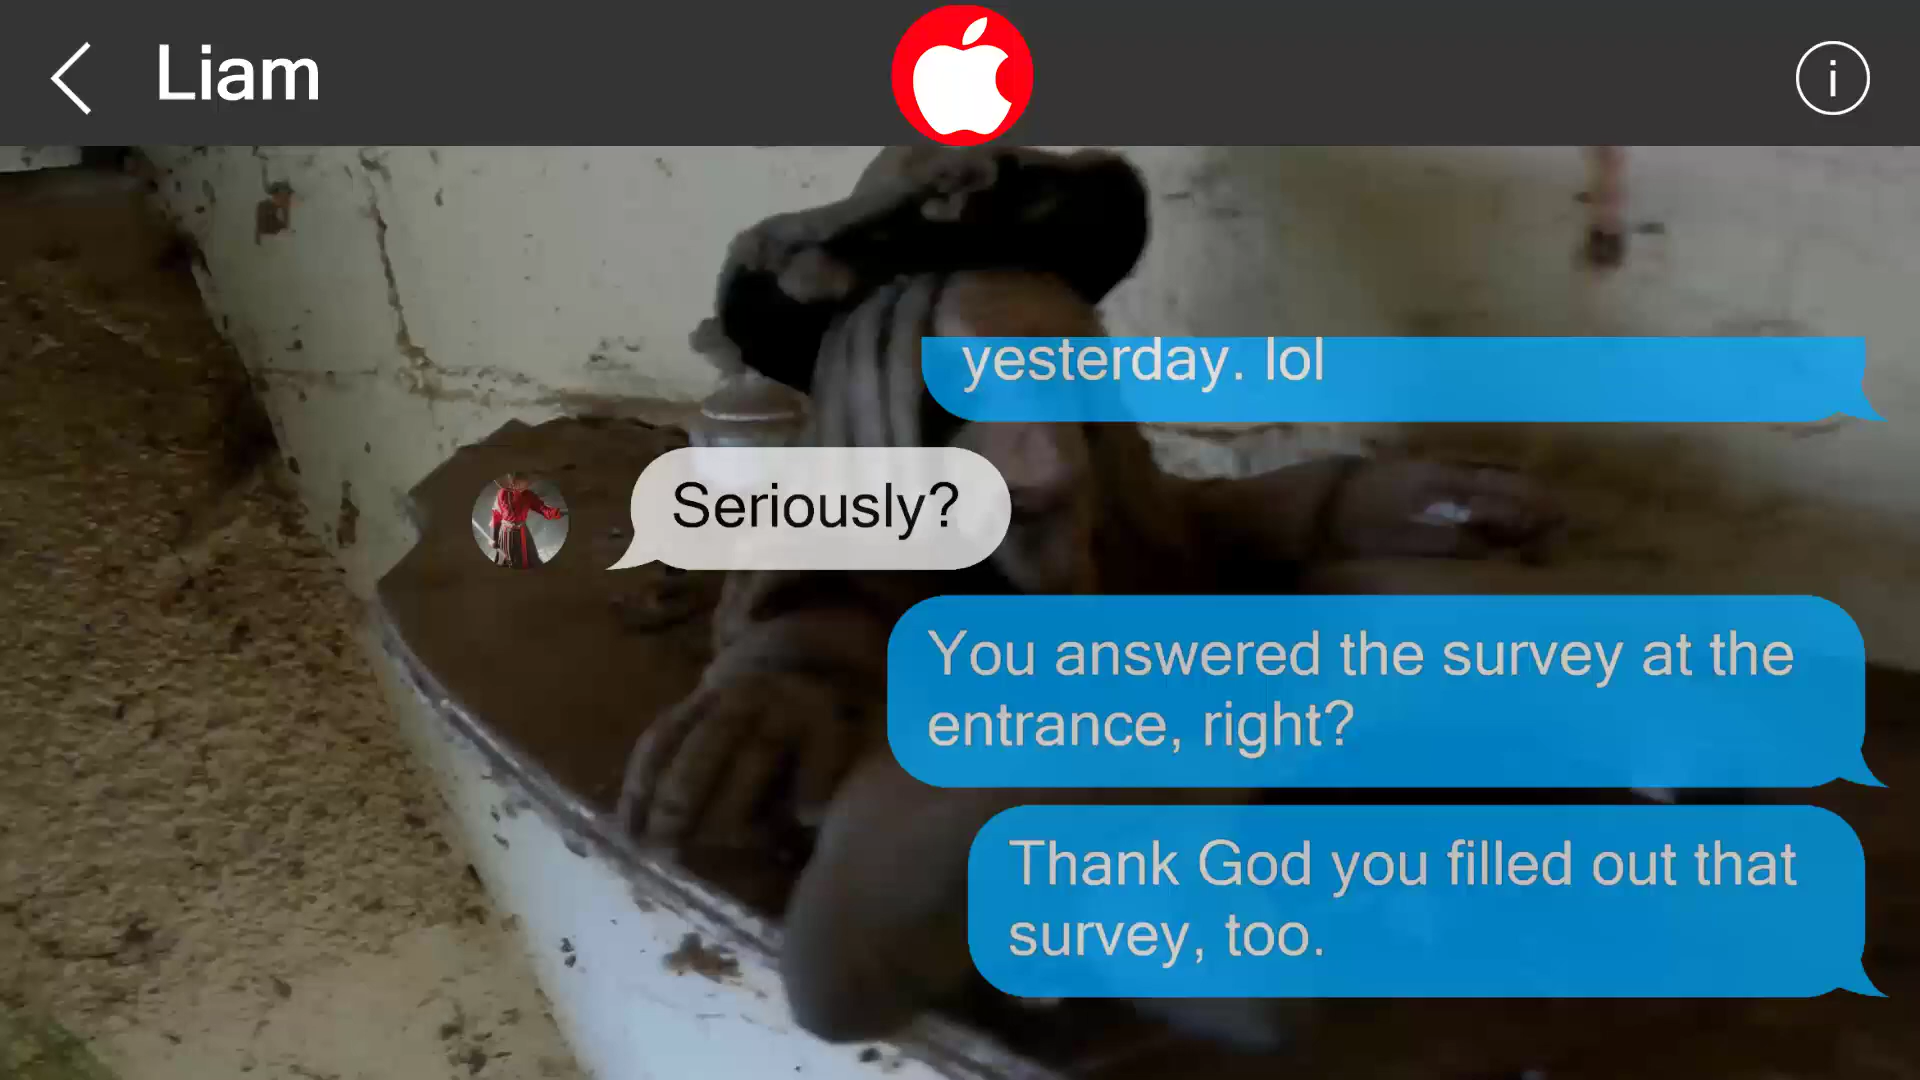 Liam
yesterday. lol
Seriously?
You answered the survey at the
entrance, right?
Thank God you filled out that
survey, too.